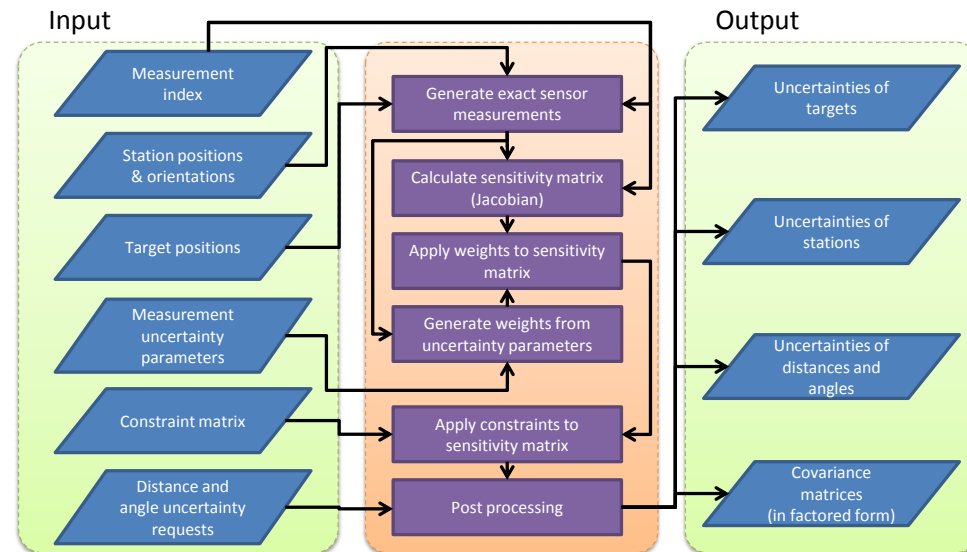 Input
Output
Measurement
index
Station positions
& orientations
Target positions
Measurement
uncertainty
parameters
Constraint matrix
Distance and
angle uncertainty
requests
Generate exact sensor
measurements
Calculate sensitivity matrix
(Jacobian)
Apply weights to sensitivity
matrix
Generate weights from
uncertainty parameters
Apply constraints to
sensitivity matrix
Post processing
Uncertainties of
targets
Uncertainties
of stations
Uncertainties of
distances and
angles
Covariance
matrices
(in factored form)